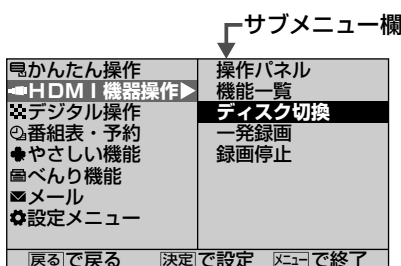 サブメニュー欄
かんたん操作
HDMI機器操作▶
デジタル操作
番組表・予約
やさしい機能
べんり機能
メール
設定メニュー
操作パネル
機能一覧
ディスク切換
一発録画
録画停止
戻るで戻る 決定で設定 メニューで終了